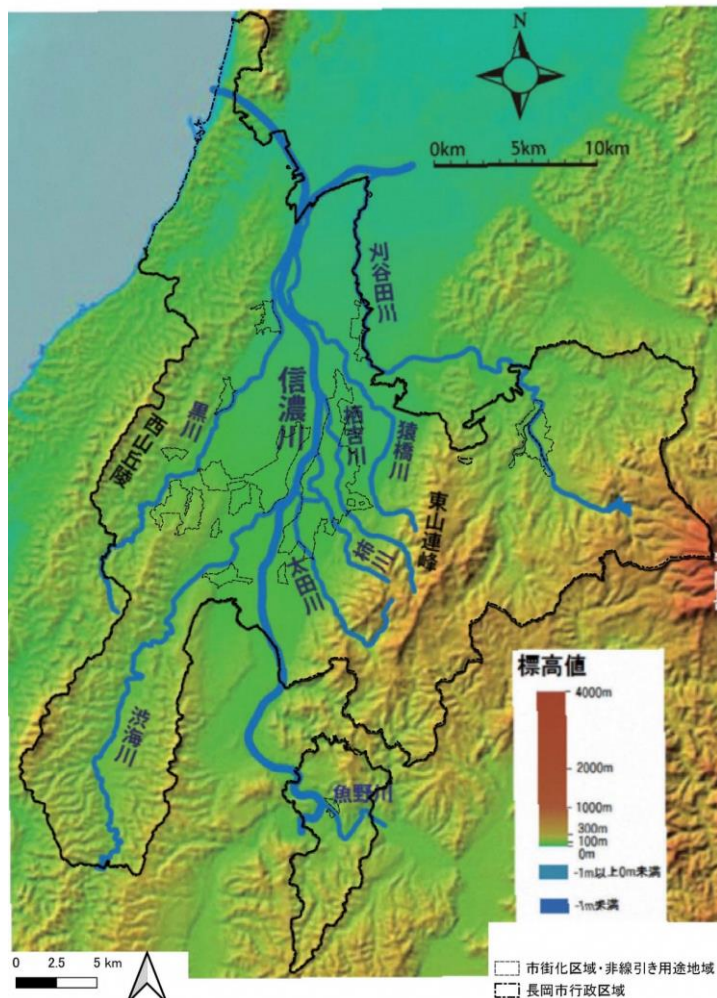 N
0km 5km 10km
刈谷田川
信濃川
黒川
西山丘陵
栖吉川
猿橋川
東山連峰
柿川
太田川
渋海川
魚野川
標高値
4000m
2000m
1000m
300m
100m
0m
-1m以上0m未満
-1m未満
0 2.5 5 km
市街化区域・非線引き用途地域
長岡市行政区域